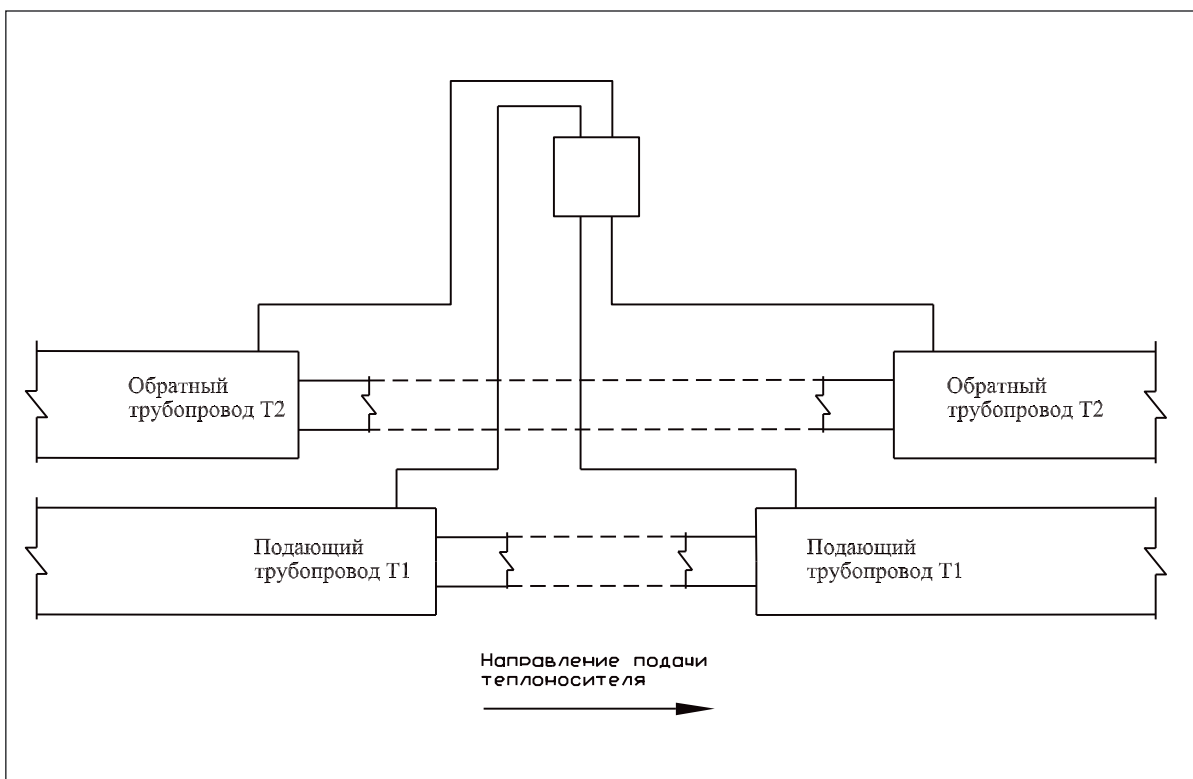 Обратный
трубопровод Т2
Обратный
трубопровод Т2
Подающий
трубопровод Т1
Подающий
трубопровод Т1
Направление подачи
теплоносителя